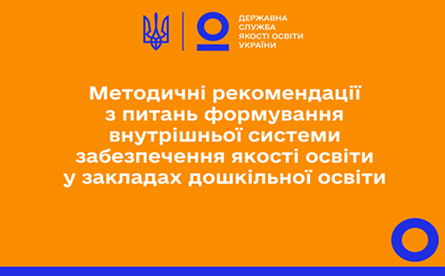 ДЕРЖАВНА
СЛУЖБА
ЯКОСТІ ОСВІТИ
УКРАЇНИ
Методичні рекомендації
з питань формування
внутрішньої системи
забезпечення якості освіти
у закладах дошкільної освіти